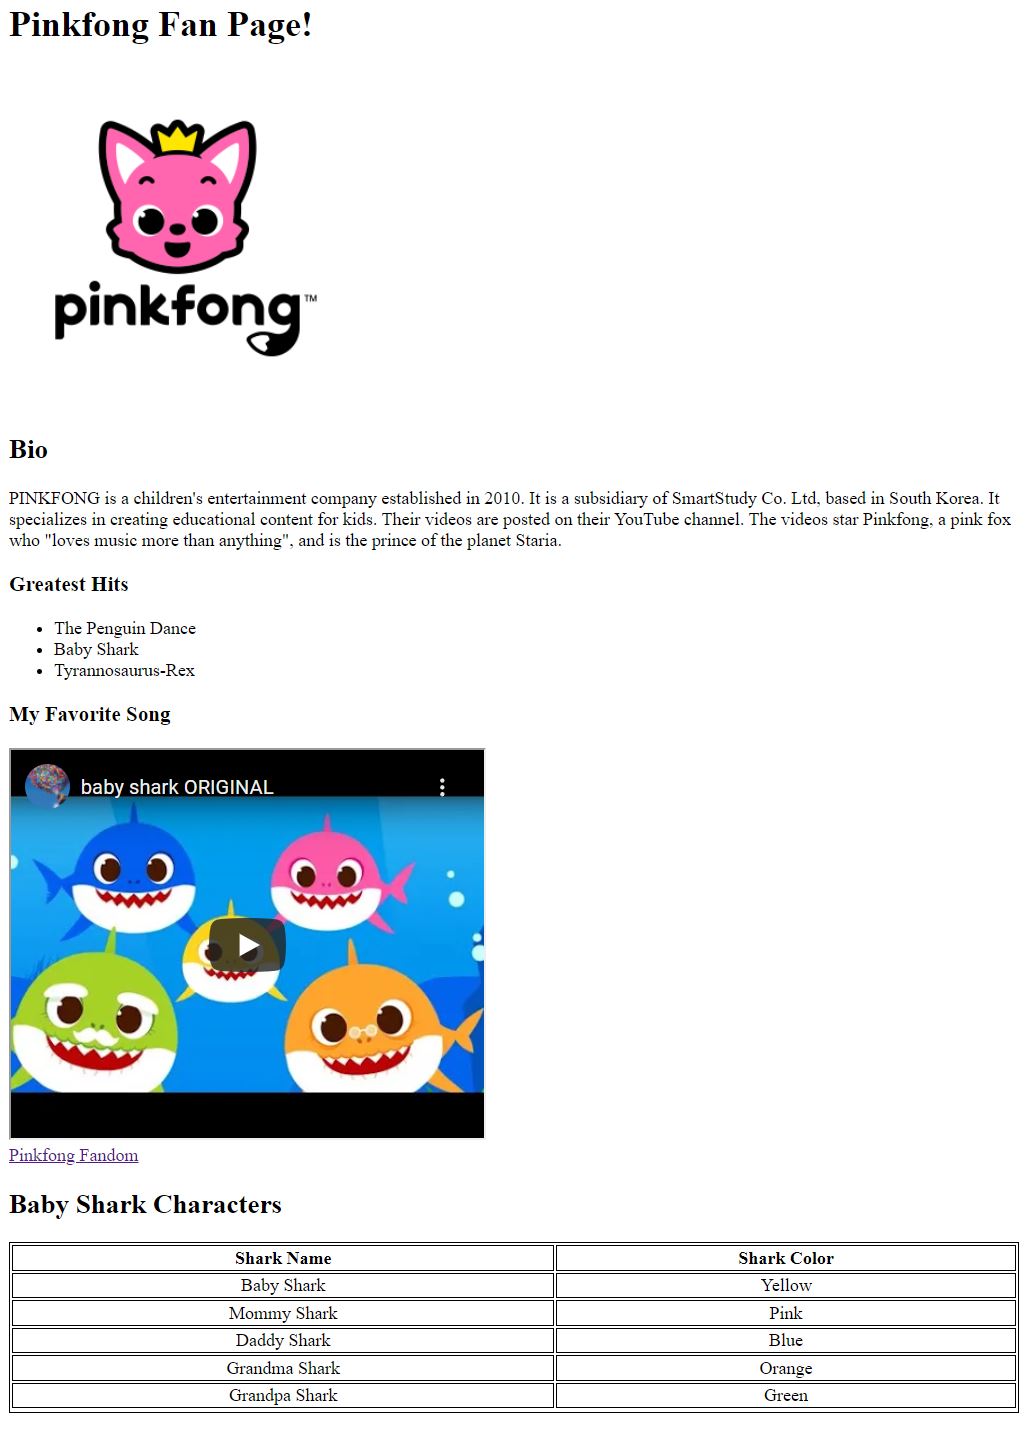 Pinkfong Fan Page!
pinkfong™
Bio
PINKFONG is a children's entertainment company established in 2010. It is a subsidiary of SmartStudy Co. Ltd, based in South Korea. It
specializes in creating educational content for kids. Their videos are posted on their YouTube channel. The videos star Pinkfong, a pink fox
who "loves music more than anything", and is the prince of the planet Staria.
Greatest Hits
• The Penguin Dance
• Baby Shark
• Tyrannosaurus-Rex
My Favorite Song
baby shark ORIGINAL
Pinkfong Fandom
Baby Shark Characters
Shark Name Shark Color
Baby Shark Yellow
Mommy Shark Pink
Daddy Shark Blue
Grandma Shark Orange
Grandpa Shark Green